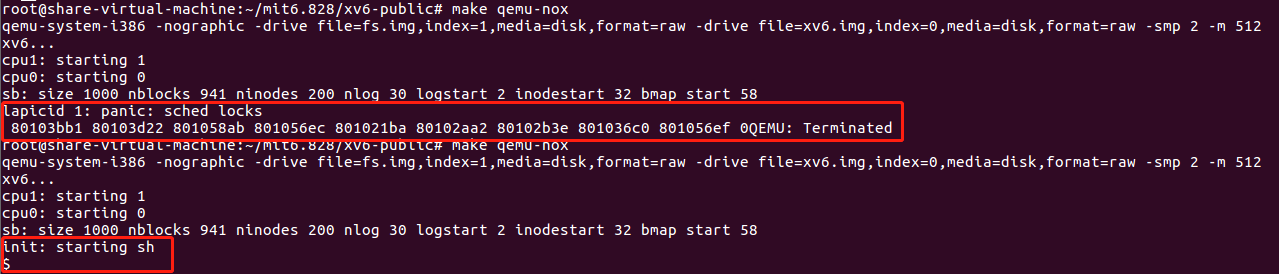 root@share-virtual-machine:~/mit6.828/xv6-public# make qemu-nox
qemu-system-i386 -nographic -drive file=fs.img,index=1,media=disk,format=raw -drive file=xv6.img,index=0,media=disk,format=raw -smp 2 -m 512
xv6...
cpu1: starting 1
cpu0: starting 0
sb: size 1000 nblocks 941 ninodes 200 nlog 30 logstart 2 inodestart 32 bmap start 58
lapicid 1: panic: sched locks
80103bb1 80103d22 801058ab 801056ec 801021ba 80102aa2 80102b3e 801036c0 801056ef 0QEMU: Terminated
root@share-virtual-machine:~/mit6.828/xv6-public# make qemu-nox
qemu-system-i386 -nographic -drive file=fs.img,index=1,media=disk,format=raw -drive file=xv6.img,index=0,media=disk,format=raw -smp 2 -m 512
xv6...
cpu1: starting 1
cpu0: starting 0
sb: size 1000 nblocks 941 ninodes 200 nlog 30 logstart 2 inodestart 32 bmap start 58
init: starting sh
$